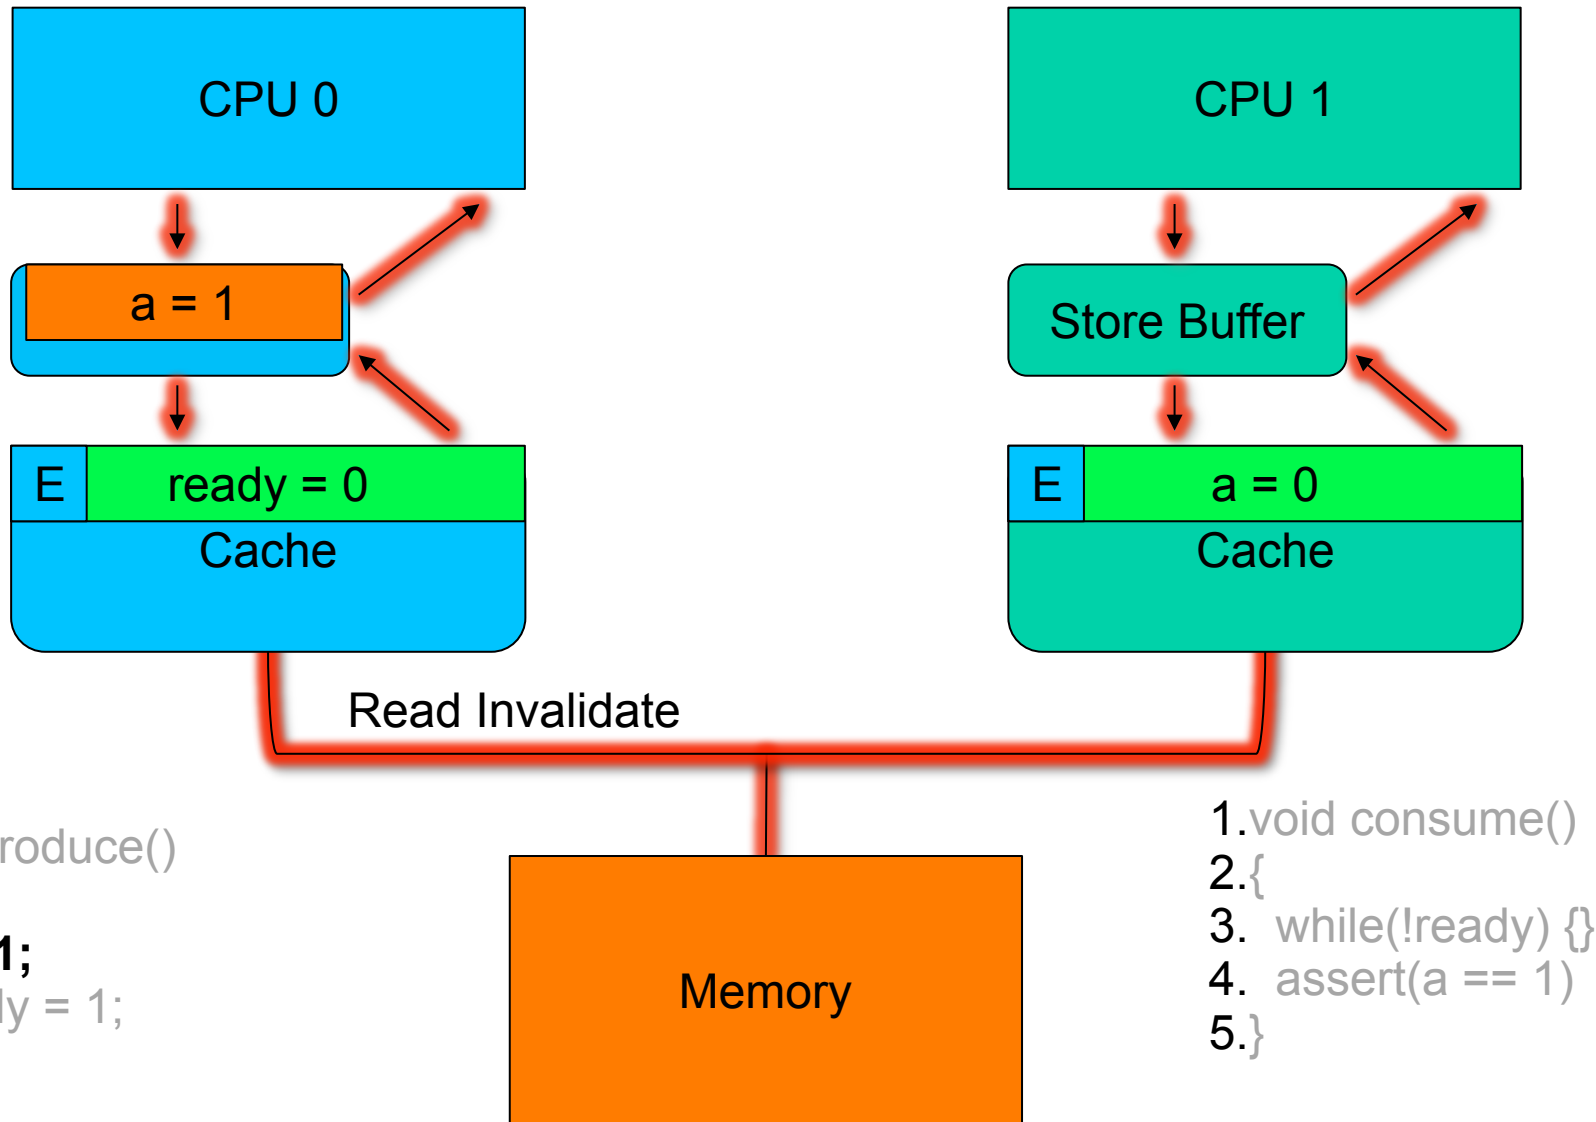 CPU 0
CPU 1
a = 1
Store Buffer
E ready = 0
Cache
E a = 0
Cache
Read Invalidate
roduce()
1;
ly = 1;
Memory
1.void consume()
2.{
3. while(!ready) {}
4. assert(a == 1)
5.}